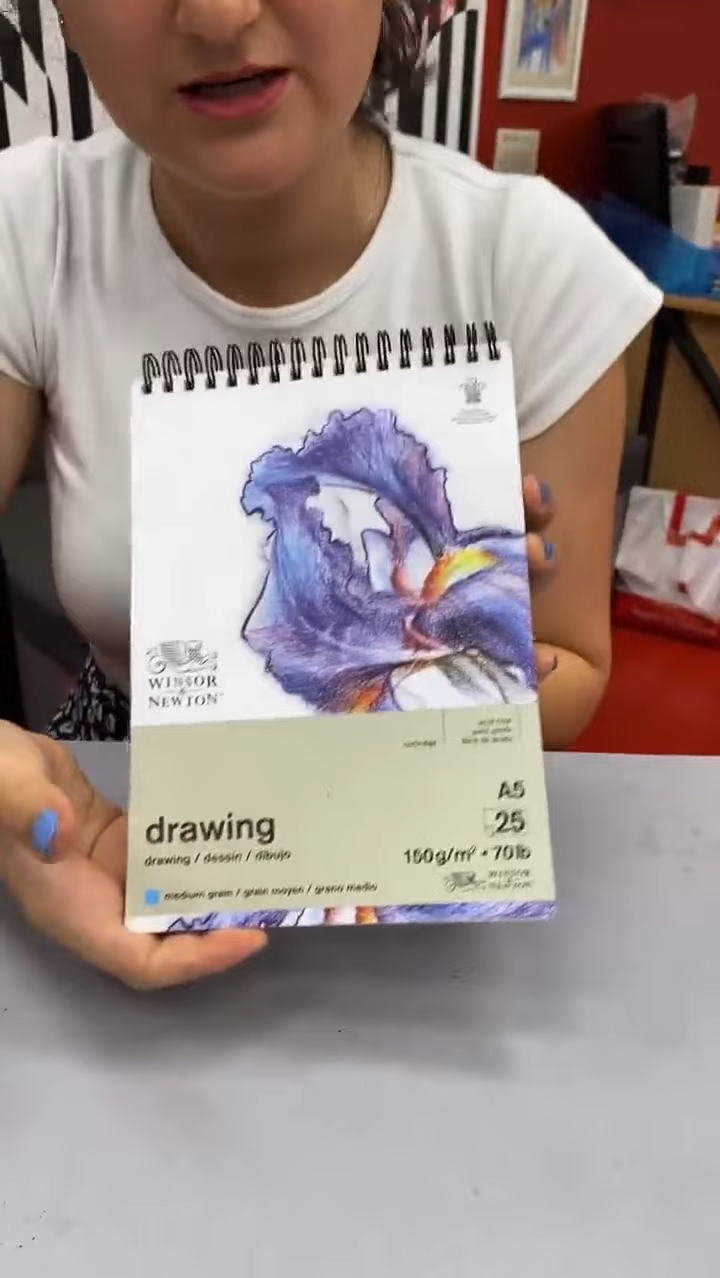 WINSOR
&
NEWTON
drawing
drawing / dessin / dibujo
medium grain / grain moyen / grano medio
A5
25
150g/m² • 70lb